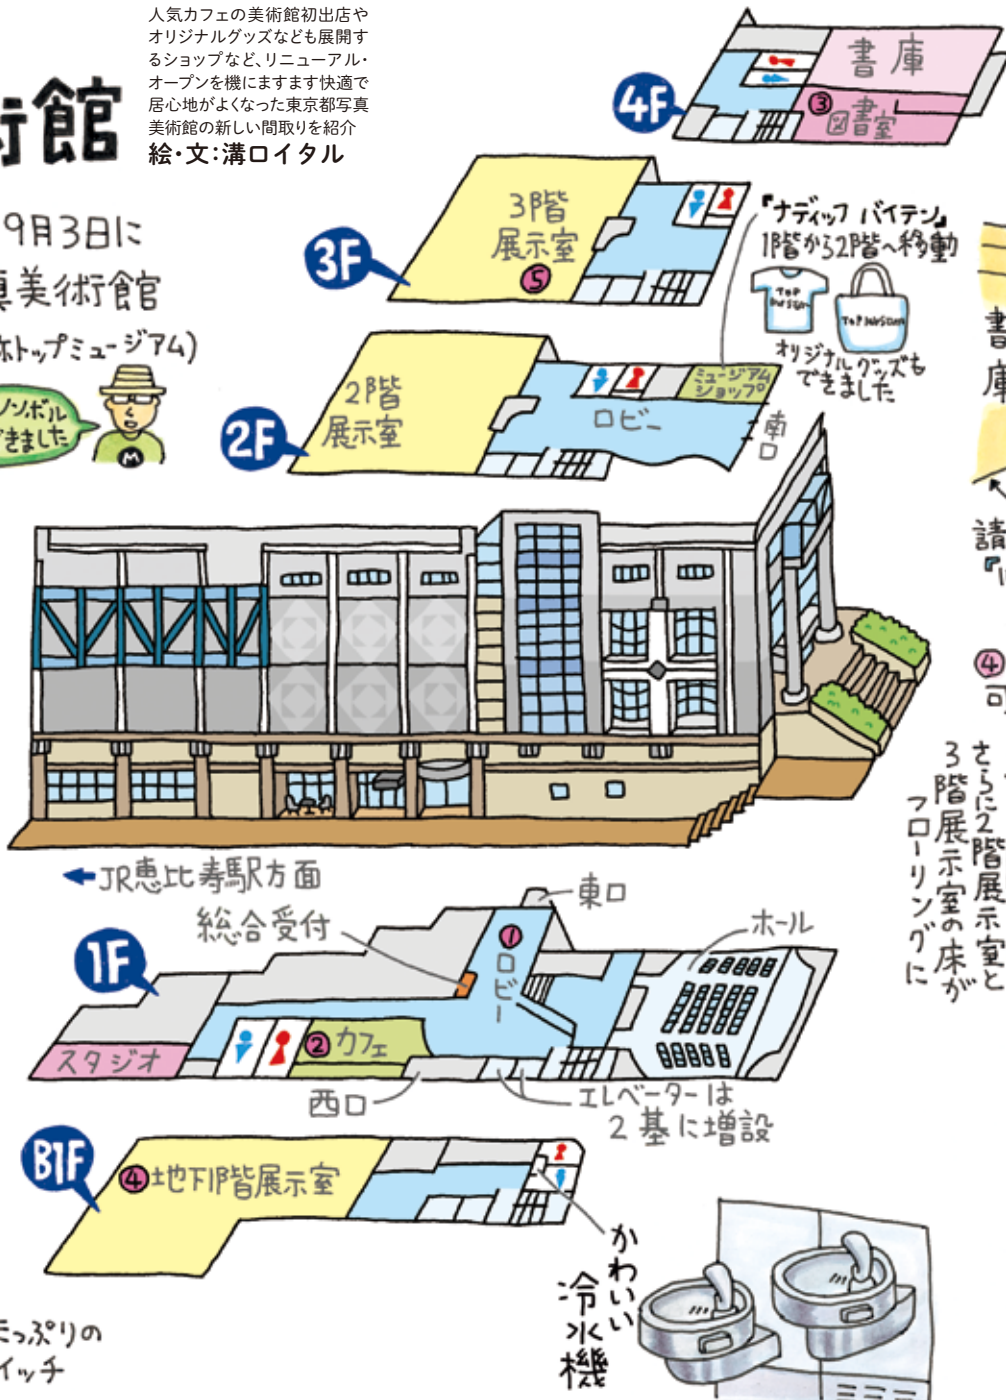 人気カフェの美術館初出店や
オリジナルグッズなども展開す
るショップなど、リニューアル・
オープンを機にますます快適で
居心地がよくなった東京都写真
美術館の新しい間取りを紹介
絵・文：溝口イタル
術館
9月3日に
真美術館
ホトップミュージアム)
ノンボル
できました
M
4F
書庫
③図書室
3F
3階
展示室
⑤
『ナディッフ バイテン』
1階から2階へ移動
TOP
MUSEUM
TOP MUSEUM
オリジナルグッズも
できました
2F
2階
展示室
ロビー
ミュージアム
ショップ
南口
書
庫
請
④
可
さらに2階展示室と
3階展示室の床が
フローリングに
←JR恵比寿駅方面
1F
総合受付
①ロビー
東口
ホール
スタジオ
②カフェ
西口
エレベーターは
2基に増設
B1F
④地下1階展示室
かわいい
冷水機
たっぷりの
イッチ